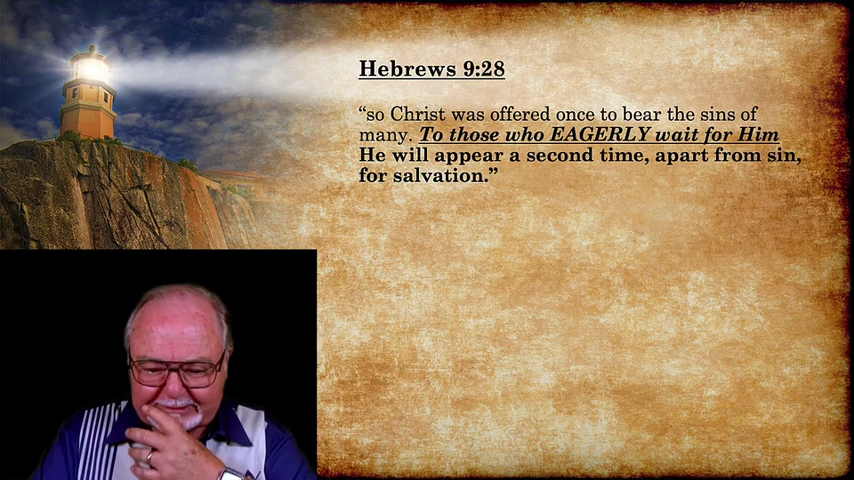 Hebrews 9:28
“so Christ was offered once to bear the sins of
many. To those who EAGERLY wait for Him
He will appear a second time, apart from sin,
for salvation.”